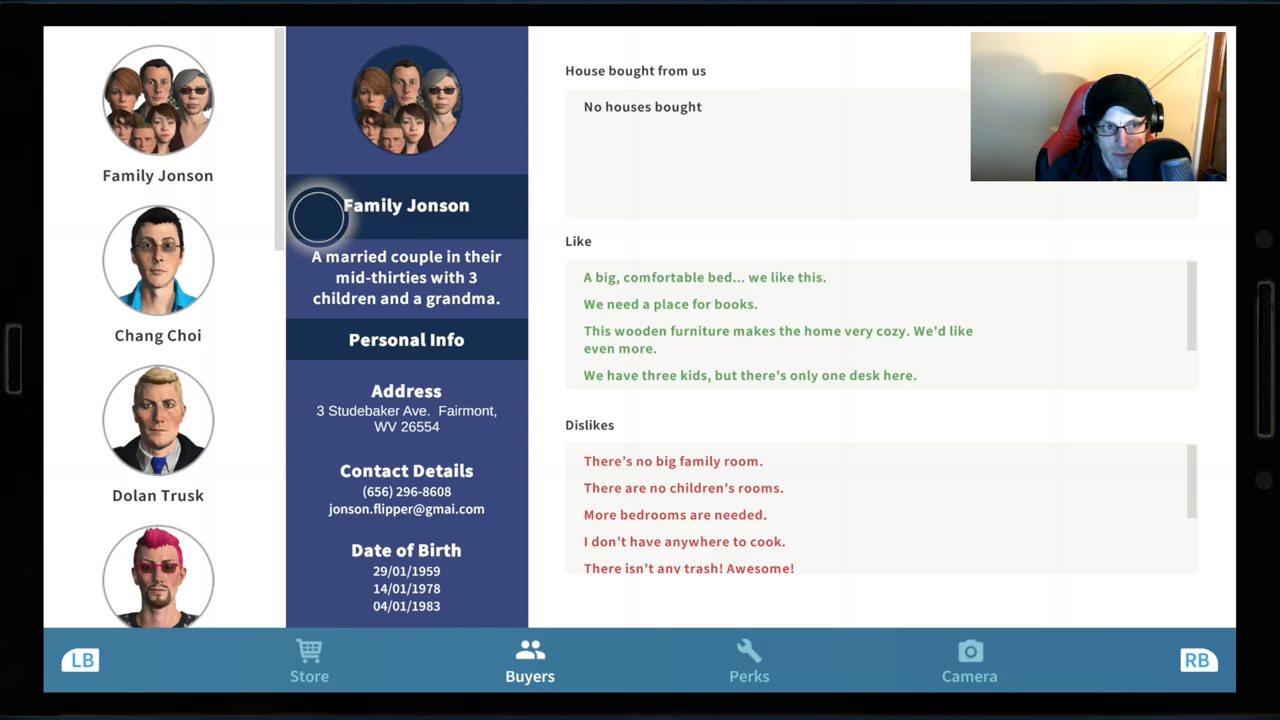 Family Jonson
Chang Choi
Dolan Trusk
Family Jonson
A married couple in their
mid-thirties with 3
children and a grandma.
Personal Info
Address
3 Studebaker Ave.  Fairmont,
WV 26554
Contact Details
(656) 296-8608
jonson.flipper@gmai.com
Date of Birth
29/01/1959
14/01/1978
04/01/1983
House bought from us
No houses bought
Like
A big, comfortable bed... we like this.
We need a place for books.
This wooden furniture makes the home very cozy. We'd like
even more.
We have three kids, but there's only one desk here.
Dislikes
There’s no big family room.
There are no children's rooms.
More bedrooms are needed.
I don’t have anywhere to cook.
There isn't any trash! Awesome!
LB
Store
Buyers
Perks
Camera
RB